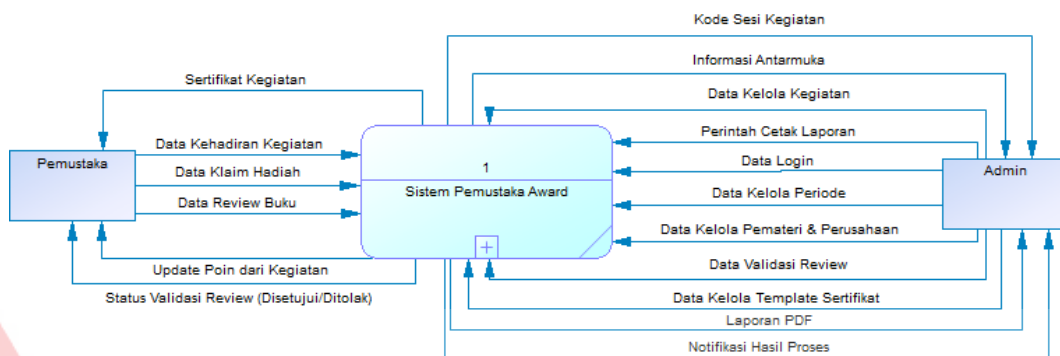 Kode Sesi Kegiatan
Informasi Antarmuka
Sertifikat Kegiatan
Data Kelola Kegiatan
Perintah Cetak Laporan
Data Kehadiran Kegiatan
Pemustaka
1
Data Login
Admin
Data Klaim Hadiah
Sistem Pemustaka Award
Data Kelola Periode
Data Review Buku
Data Kelola Pemateri & Perusahaan
Update Poin dari Kegiatan
Data Validasi Review
Status Validasi Review (Disetujui/Ditolak)
Data Kelola Template Sertifikat
Laporan PDF
Notifikasi Hasil Proses